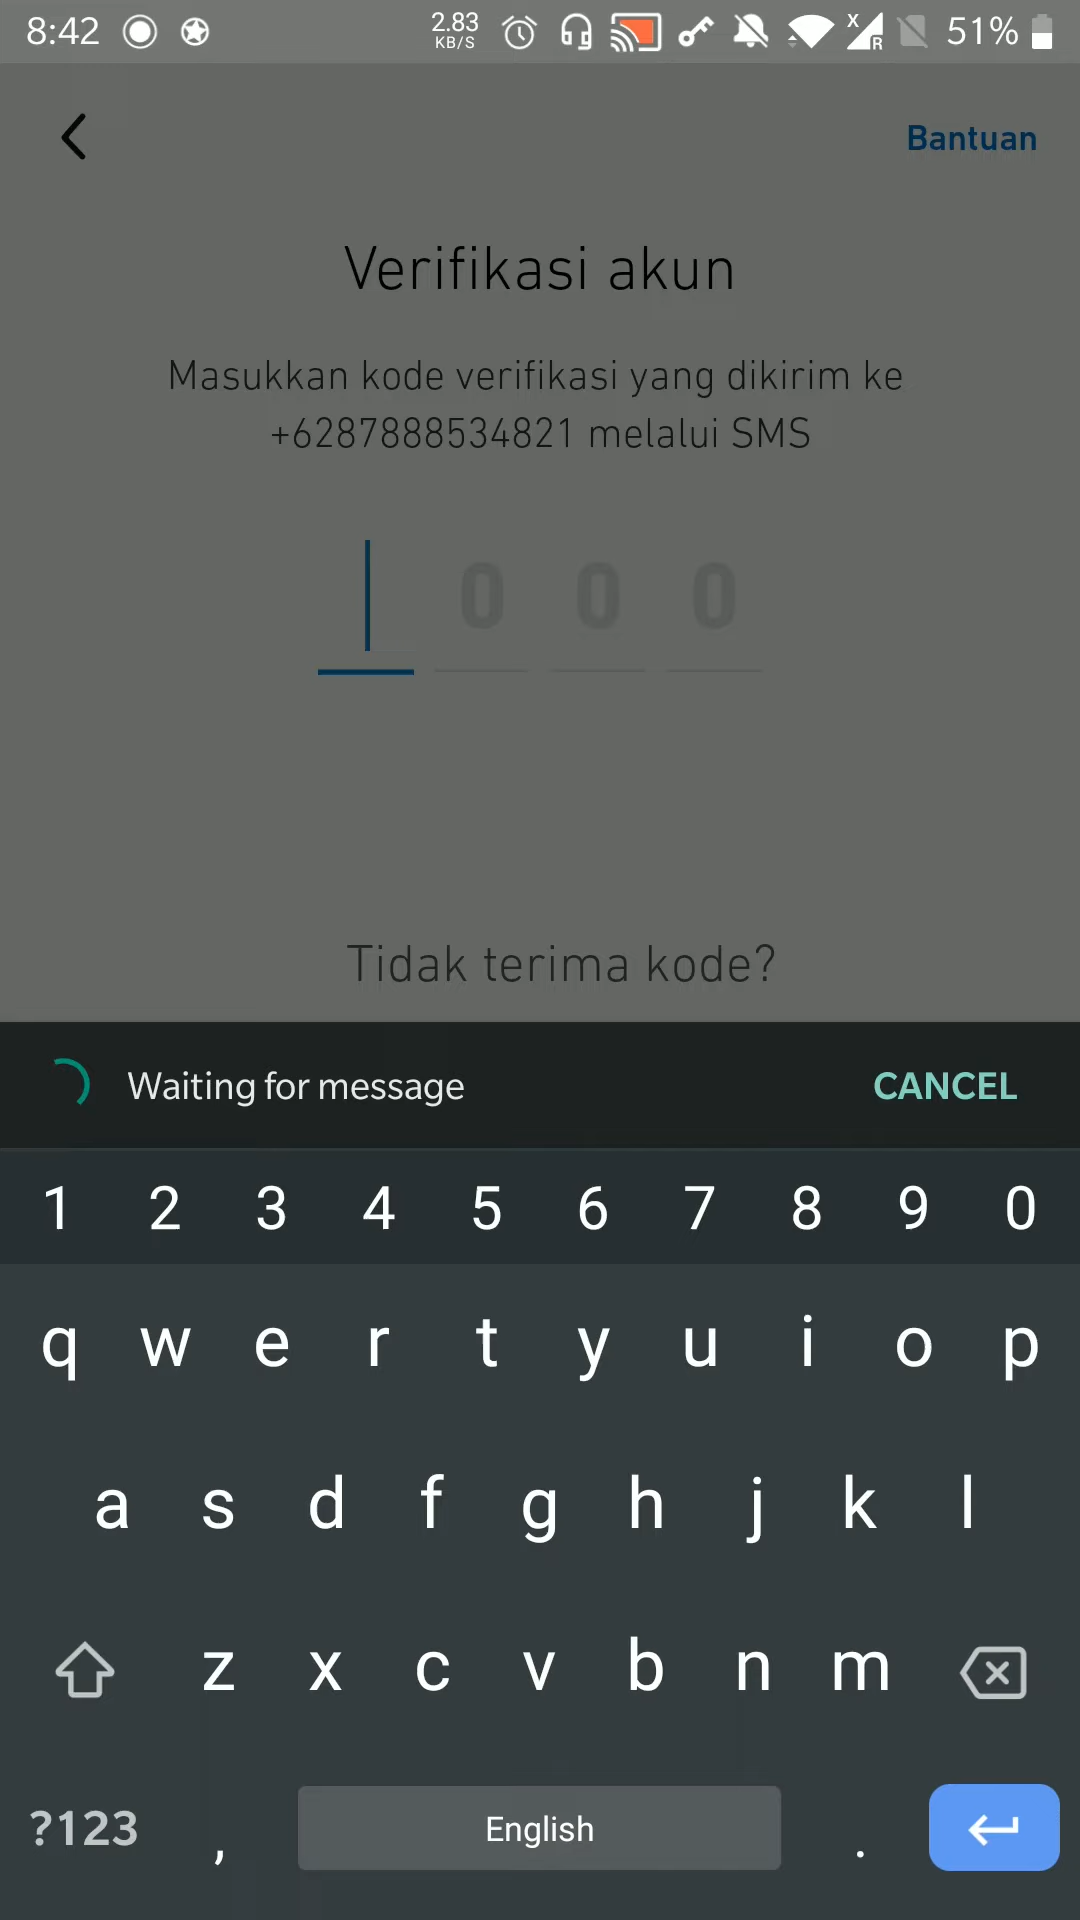 8:42
2.83
KB/S
X
R
51%
Bantuan
Verifikasi akun
Masukkan kode verifikasi yang dikirim ke
+6287888534821 melalui SMS
0 0 0
Tidak terima kode?
Waiting for message
CANCEL
1 2 3 4 5 6 7 8 9 0
q w e r t y u i o p
a s d f g h j k l
z x c v b n m
?123 , English .